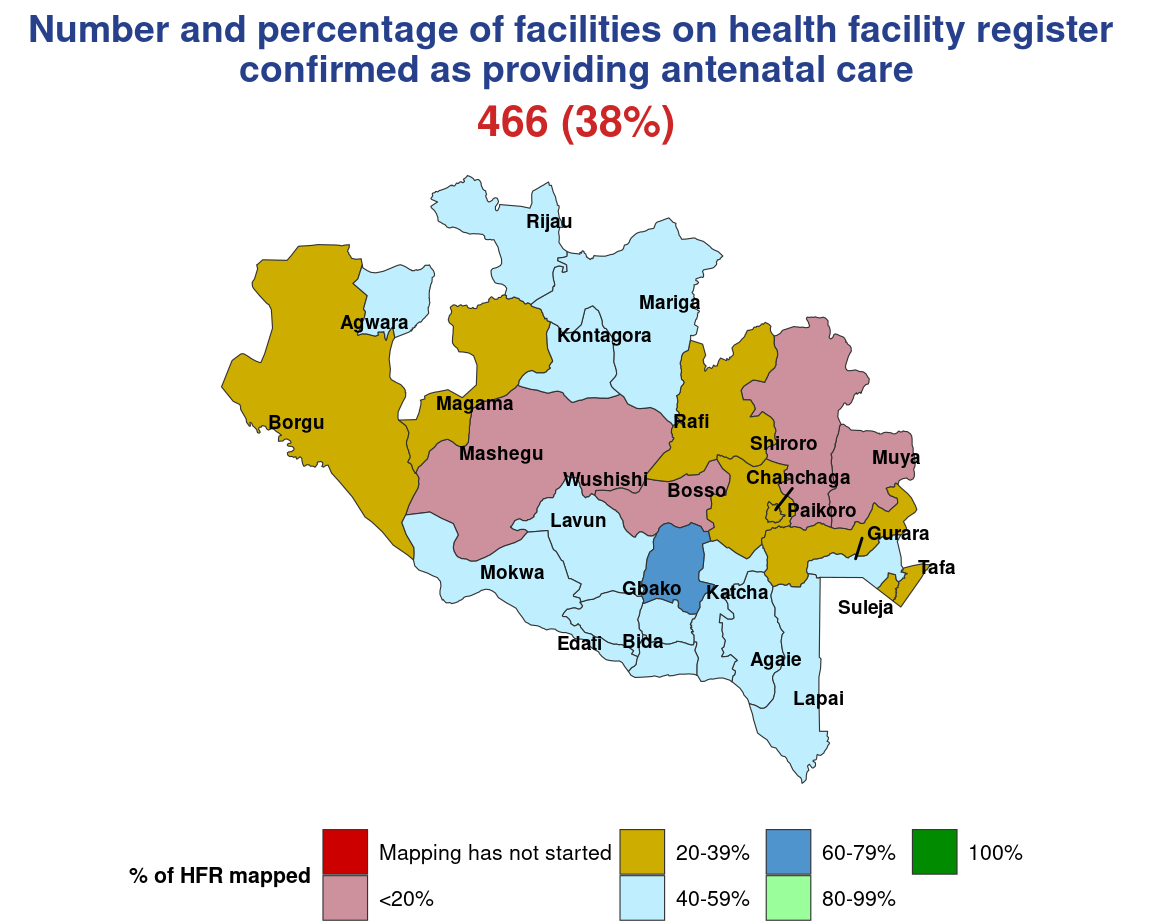 Number and percentage of facilities on health facility register
confirmed as providing antenatal care
466 (38%)
Rijau
Mariga
Agwara
Kontagora
Magama
Borgu
Rafi
Shiroro
Mashegu
Muya
Wushishi
Chanchaga
Bosso
Paikoro
Lavun
Gurara
Tafa
Mokwa
Gbako
Katcha
Suleja
Edati
Bida
Agaie
Lapai
% of HFR mapped
Mapping has not started
<20%
20-39%
40-59%
60-79%
80-99%
100%